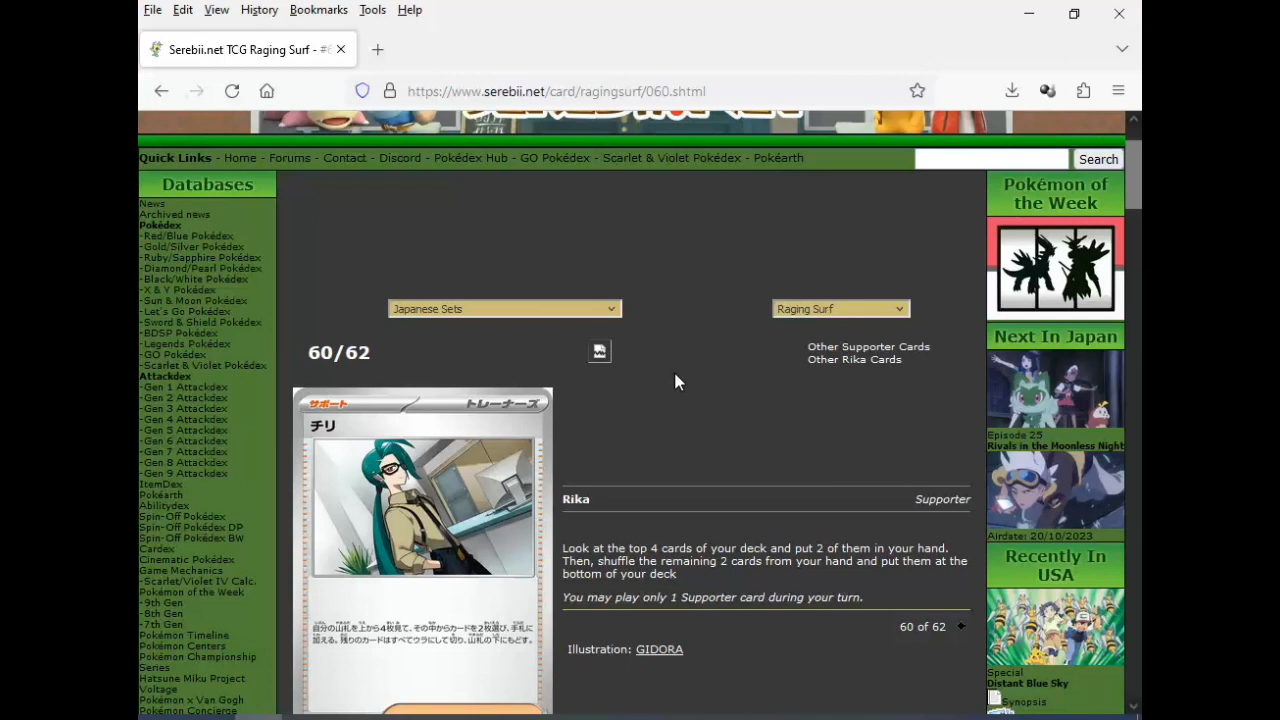 File Edit View History Bookmarks Tools Help
Serebii.net TCG Raging Surf - #6
https://www.serebii.net/card/ragingsurf/060.shtml
Quick Links - Home - Forums - Contact - Discord - Pokédex Hub - GO Pokédex - Scarlet & Violet Pokédex - Pokéarth
Search
Databases
News
Archived news
Pokédex
-Red/Blue Pokédex
-Gold/Silver Pokédex
-Ruby/Sapphire Pokédex
-Diamond/Pearl Pokédex
-Black/White Pokédex
-X & Y Pokédex
-Sun & Moon Pokédex
-Let's Go Pokédex
-Sword & Shield Pokédex
-BDSP Pokédex
-Legends Pokédex
-GO Pokédex
-Scarlet & Violet Pokédex
Attackdex
-Gen 1 Attackdex
-Gen 2 Attackdex
-Gen 3 Attackdex
-Gen 4 Attackdex
-Gen 5 Attackdex
-Gen 6 Attackdex
-Gen 7 Attackdex
-Gen 8 Attackdex
-Gen 9 Attackdex
ItemDex
Pokéarth
Abilitydex
Spin-Off Pokédex
Spin-Off Pokédex DP
Spin-Off Pokédex BW
Cardex
Cinematic Pokédex
Game Mechanics
-Scarlet/Violet IV Calc.
Pokémon of the Week
-9th Gen
-8th Gen
-7th Gen
Pokémon Timeline
Pokémon Centers
Pokémon Championship
Series
Hatsune Miku Project
Voltage
Pokémon x Van Gogh
Pokémon Concierge
Japanese Sets
Raging Surf
60/62
Other Supporter Cards
Other Rika Cards
サポート
トレーナーズ
チリ
自分の山札を上から4枚見て、その中からカードを2枚選び、手札に
加える。残りのカードはすべてウラにして切り、山札の下にもどす。
Rika
Supporter
Look at the top 4 cards of your deck and put 2 of them in your hand.
Then, shuffle the remaining 2 cards from your hand and put them at the
bottom of your deck
You may play only 1 Supporter card during your turn.
60 of 62
Illustration: GIDORA
Pokémon of
the Week
Next In Japan
Episode 25
Rivals in the Moonless Night
Airdate: 20/10/2023
Recently In
USA
Special
Distant Blue Sky
Synopsis